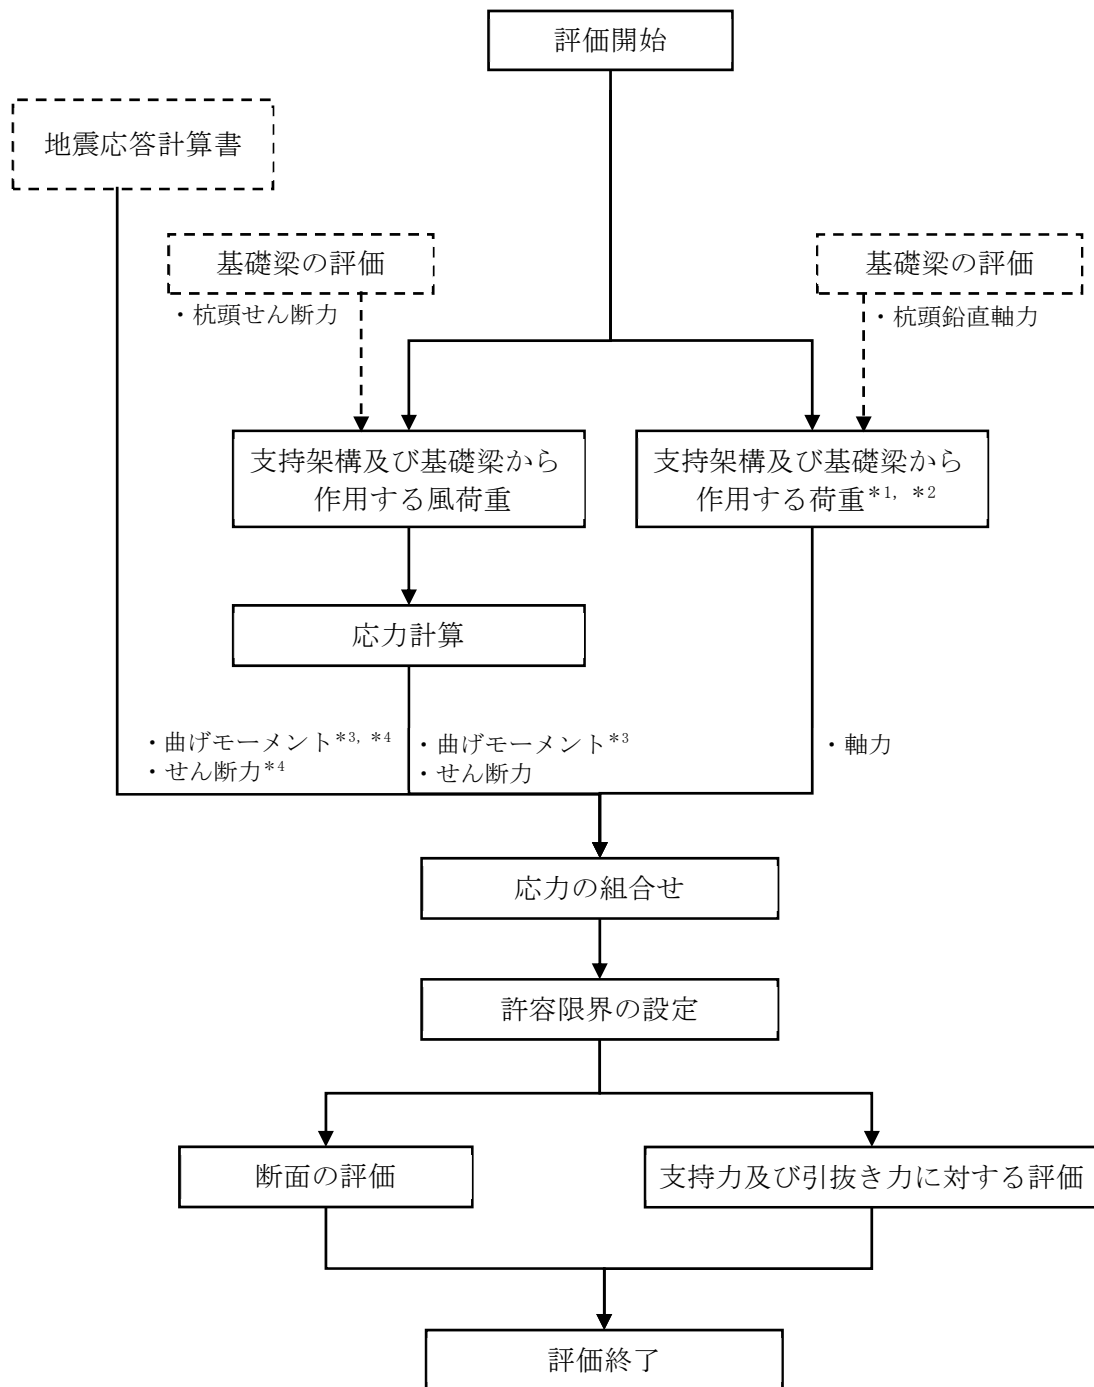 評価開始
地震応答計算書
基礎梁の評価
・杭頭せん断力
基礎梁の評価
・杭頭鉛直軸力
支持架構及び基礎梁から
作用する風荷重
支持架構及び基礎梁から
作用する荷重*1, *2
応力計算
・曲げモーメント*3, *4
・せん断力*4
・曲げモーメント*3
・せん断力
・軸力
応力の組合せ
許容限界の設定
断面の評価
支持力及び引抜き力に対する評価
評価終了